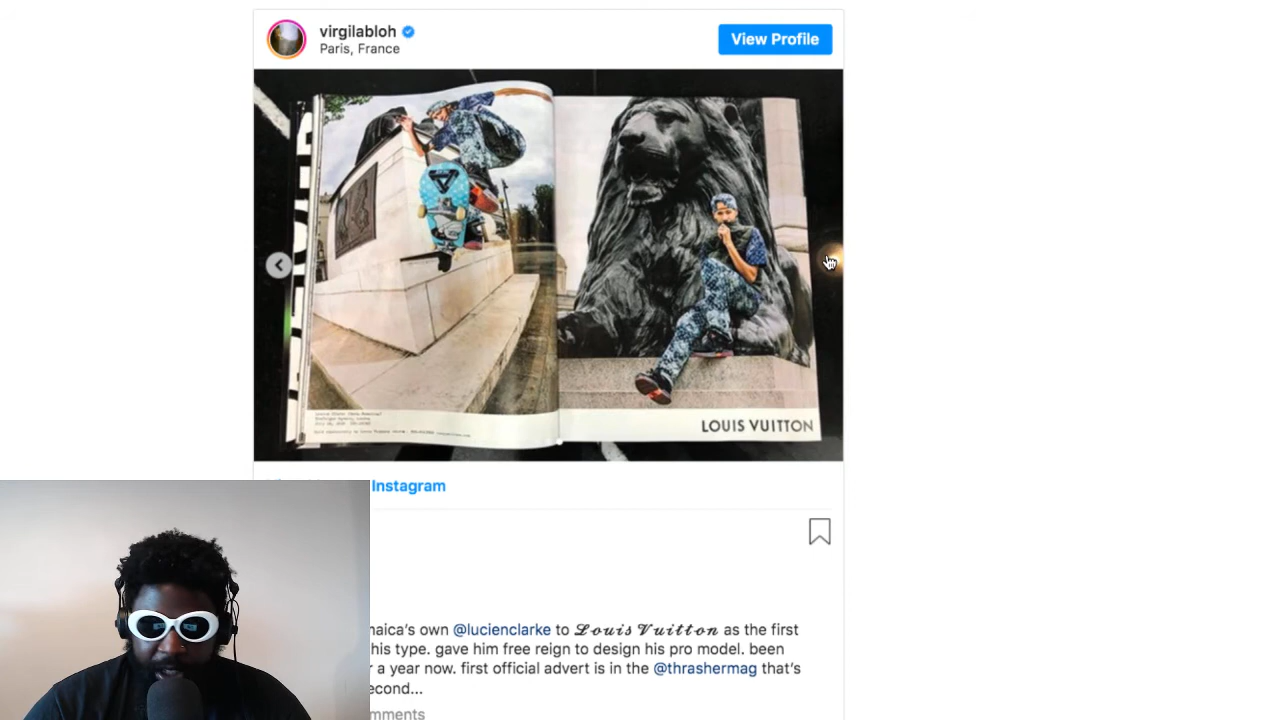 virgilabloh
Paris, France
View Profile
LOUIS VUITTON
Instagram
maica’s own @lucienclarke to 𝓛𝓸𝓾𝓲𝓼 𝓥𝓾𝓲𝓽𝓽𝓸𝓷 as the first
his type. gave him free reign to design his pro model. been
r a year now. first official advert is in the @thrashermag that’s
econd...
mments